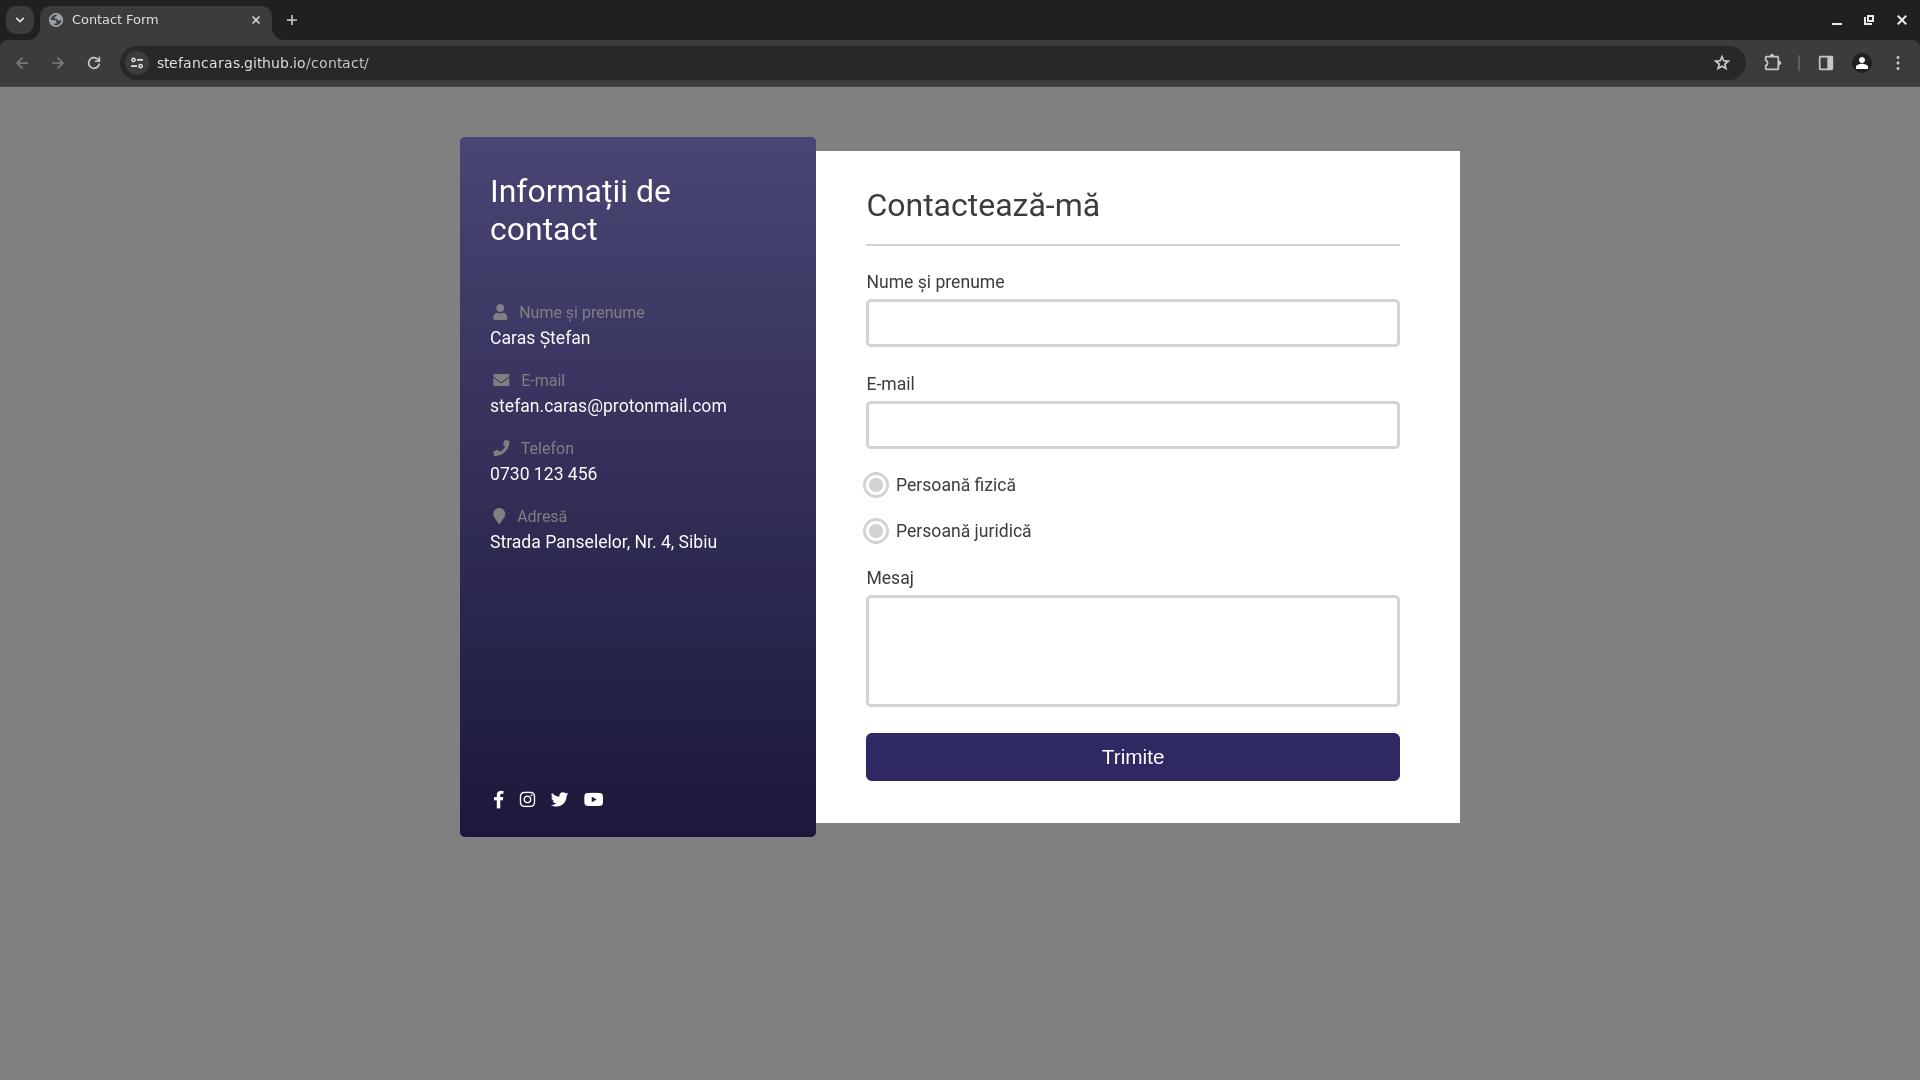 Contact Form
stefancaras.github.io/contact/
Informații de
contact
Nume și prenume
Caras Ștefan
E-mail
stefan.caras@protonmail.com
Telefon
0730 123 456
Adresă
Strada Panselelor, Nr. 4, Sibiu
Contactează-mă
Nume și prenume
E-mail
Persoană fizică
Persoană juridică
Mesaj
Trimite